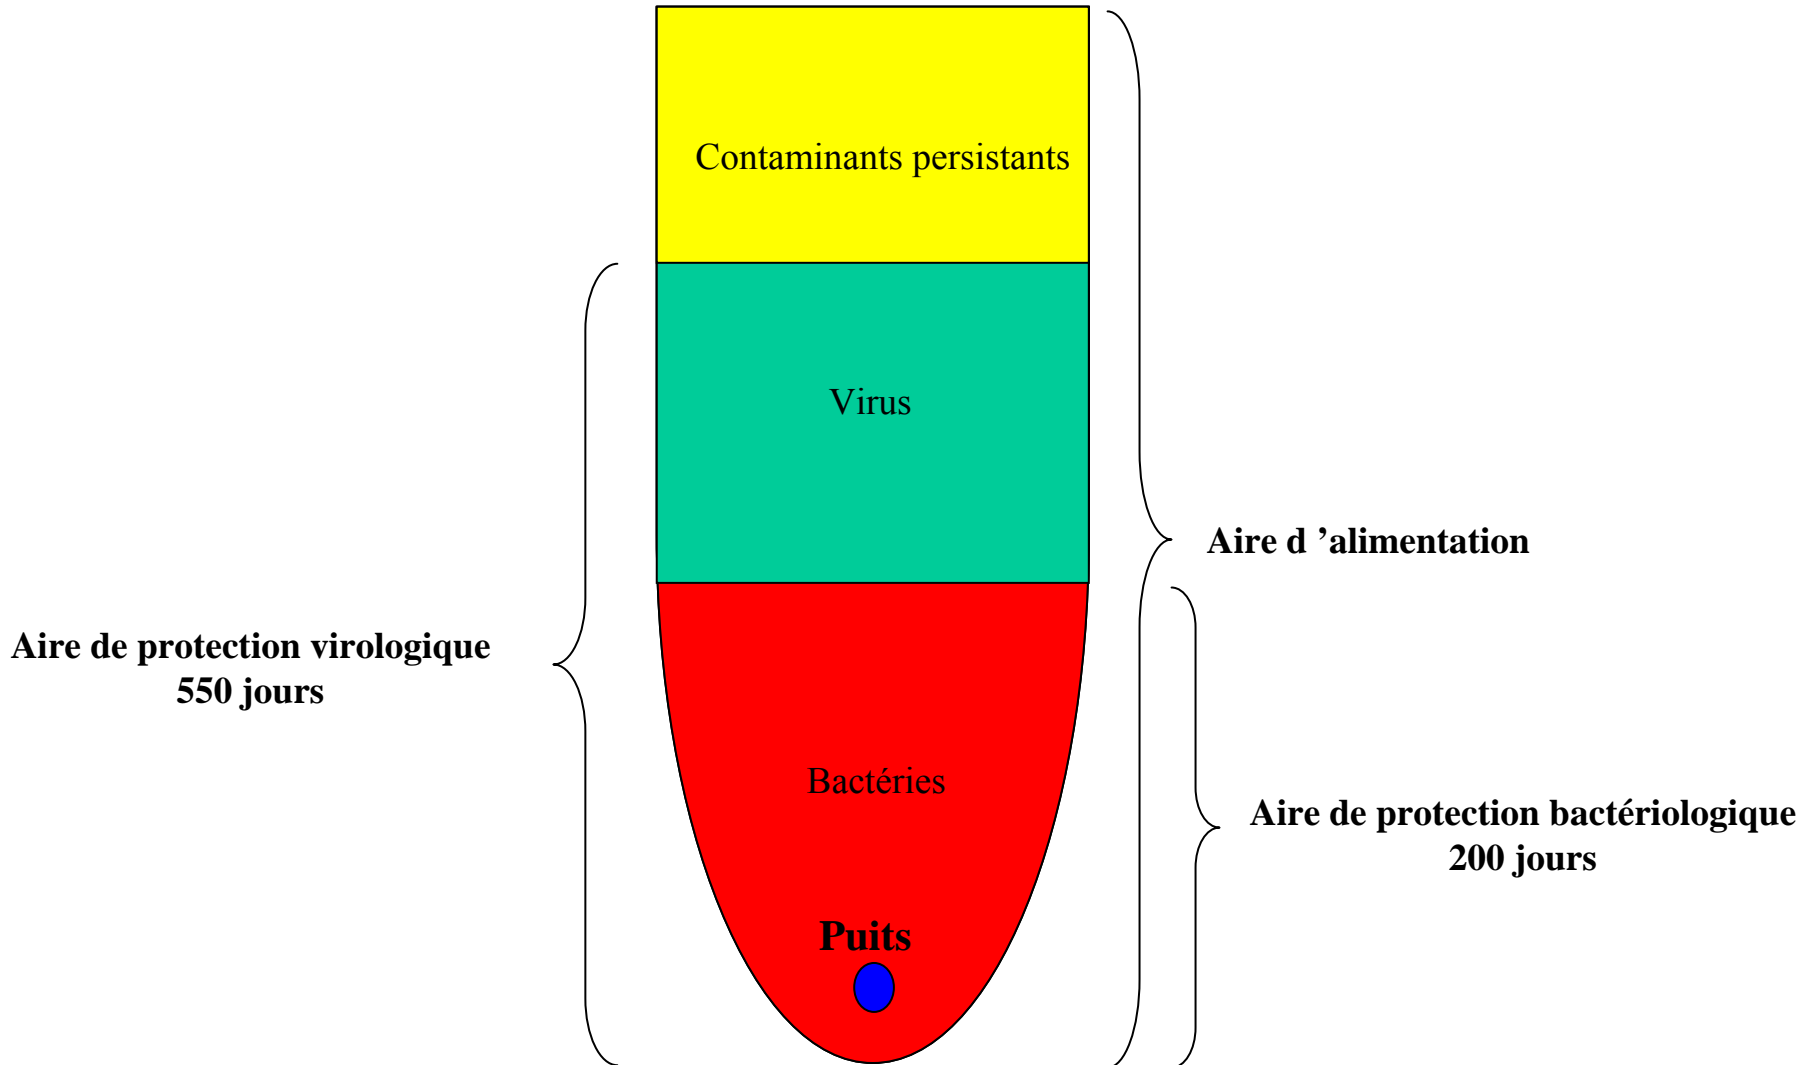 Contaminants persistants
Virus
Aire d ’alimentation
Aire de protection virologique
550 jours
Bactéries
Aire de protection bactériologique
200 jours
Puits